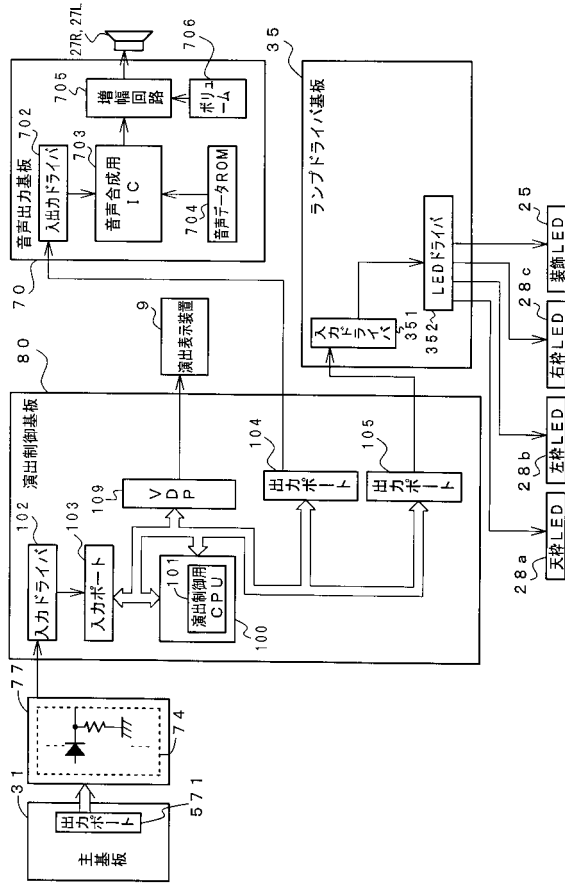 31
主基板
出力ポート
571
77
74
80
演出制御基板
102
入力ドライバ
103
入力ポート
109
VDP
101
演出制御用
CPU
100
104
出力ポート
105
出力ポート
9
演出表示装置
70
音声出力基板
702
入出力ドライバ
703
音声合成用
IC
704
音声データROM
705
増幅
回路
706
ボリュ
ーム
27R, 27L
35
ランプドライバ基板
入力
ドライバ
351
352
LEDドライバ
28a
天枠LED
28b
左枠LED
28c
右枠LED
25
装飾LED